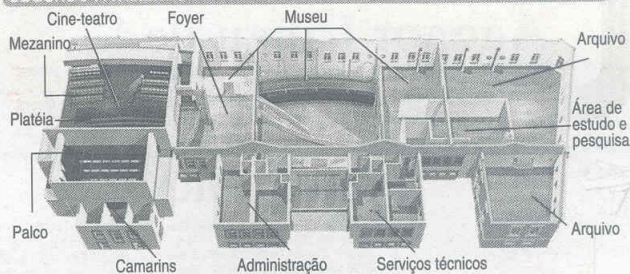 Cine-teatro
Foyer
Museu
Mezanino
Arquivo
Platéia
Área de
estudo e
pesquisa
Palco
Arquivo
Camarins
Administração
Serviços técnicos